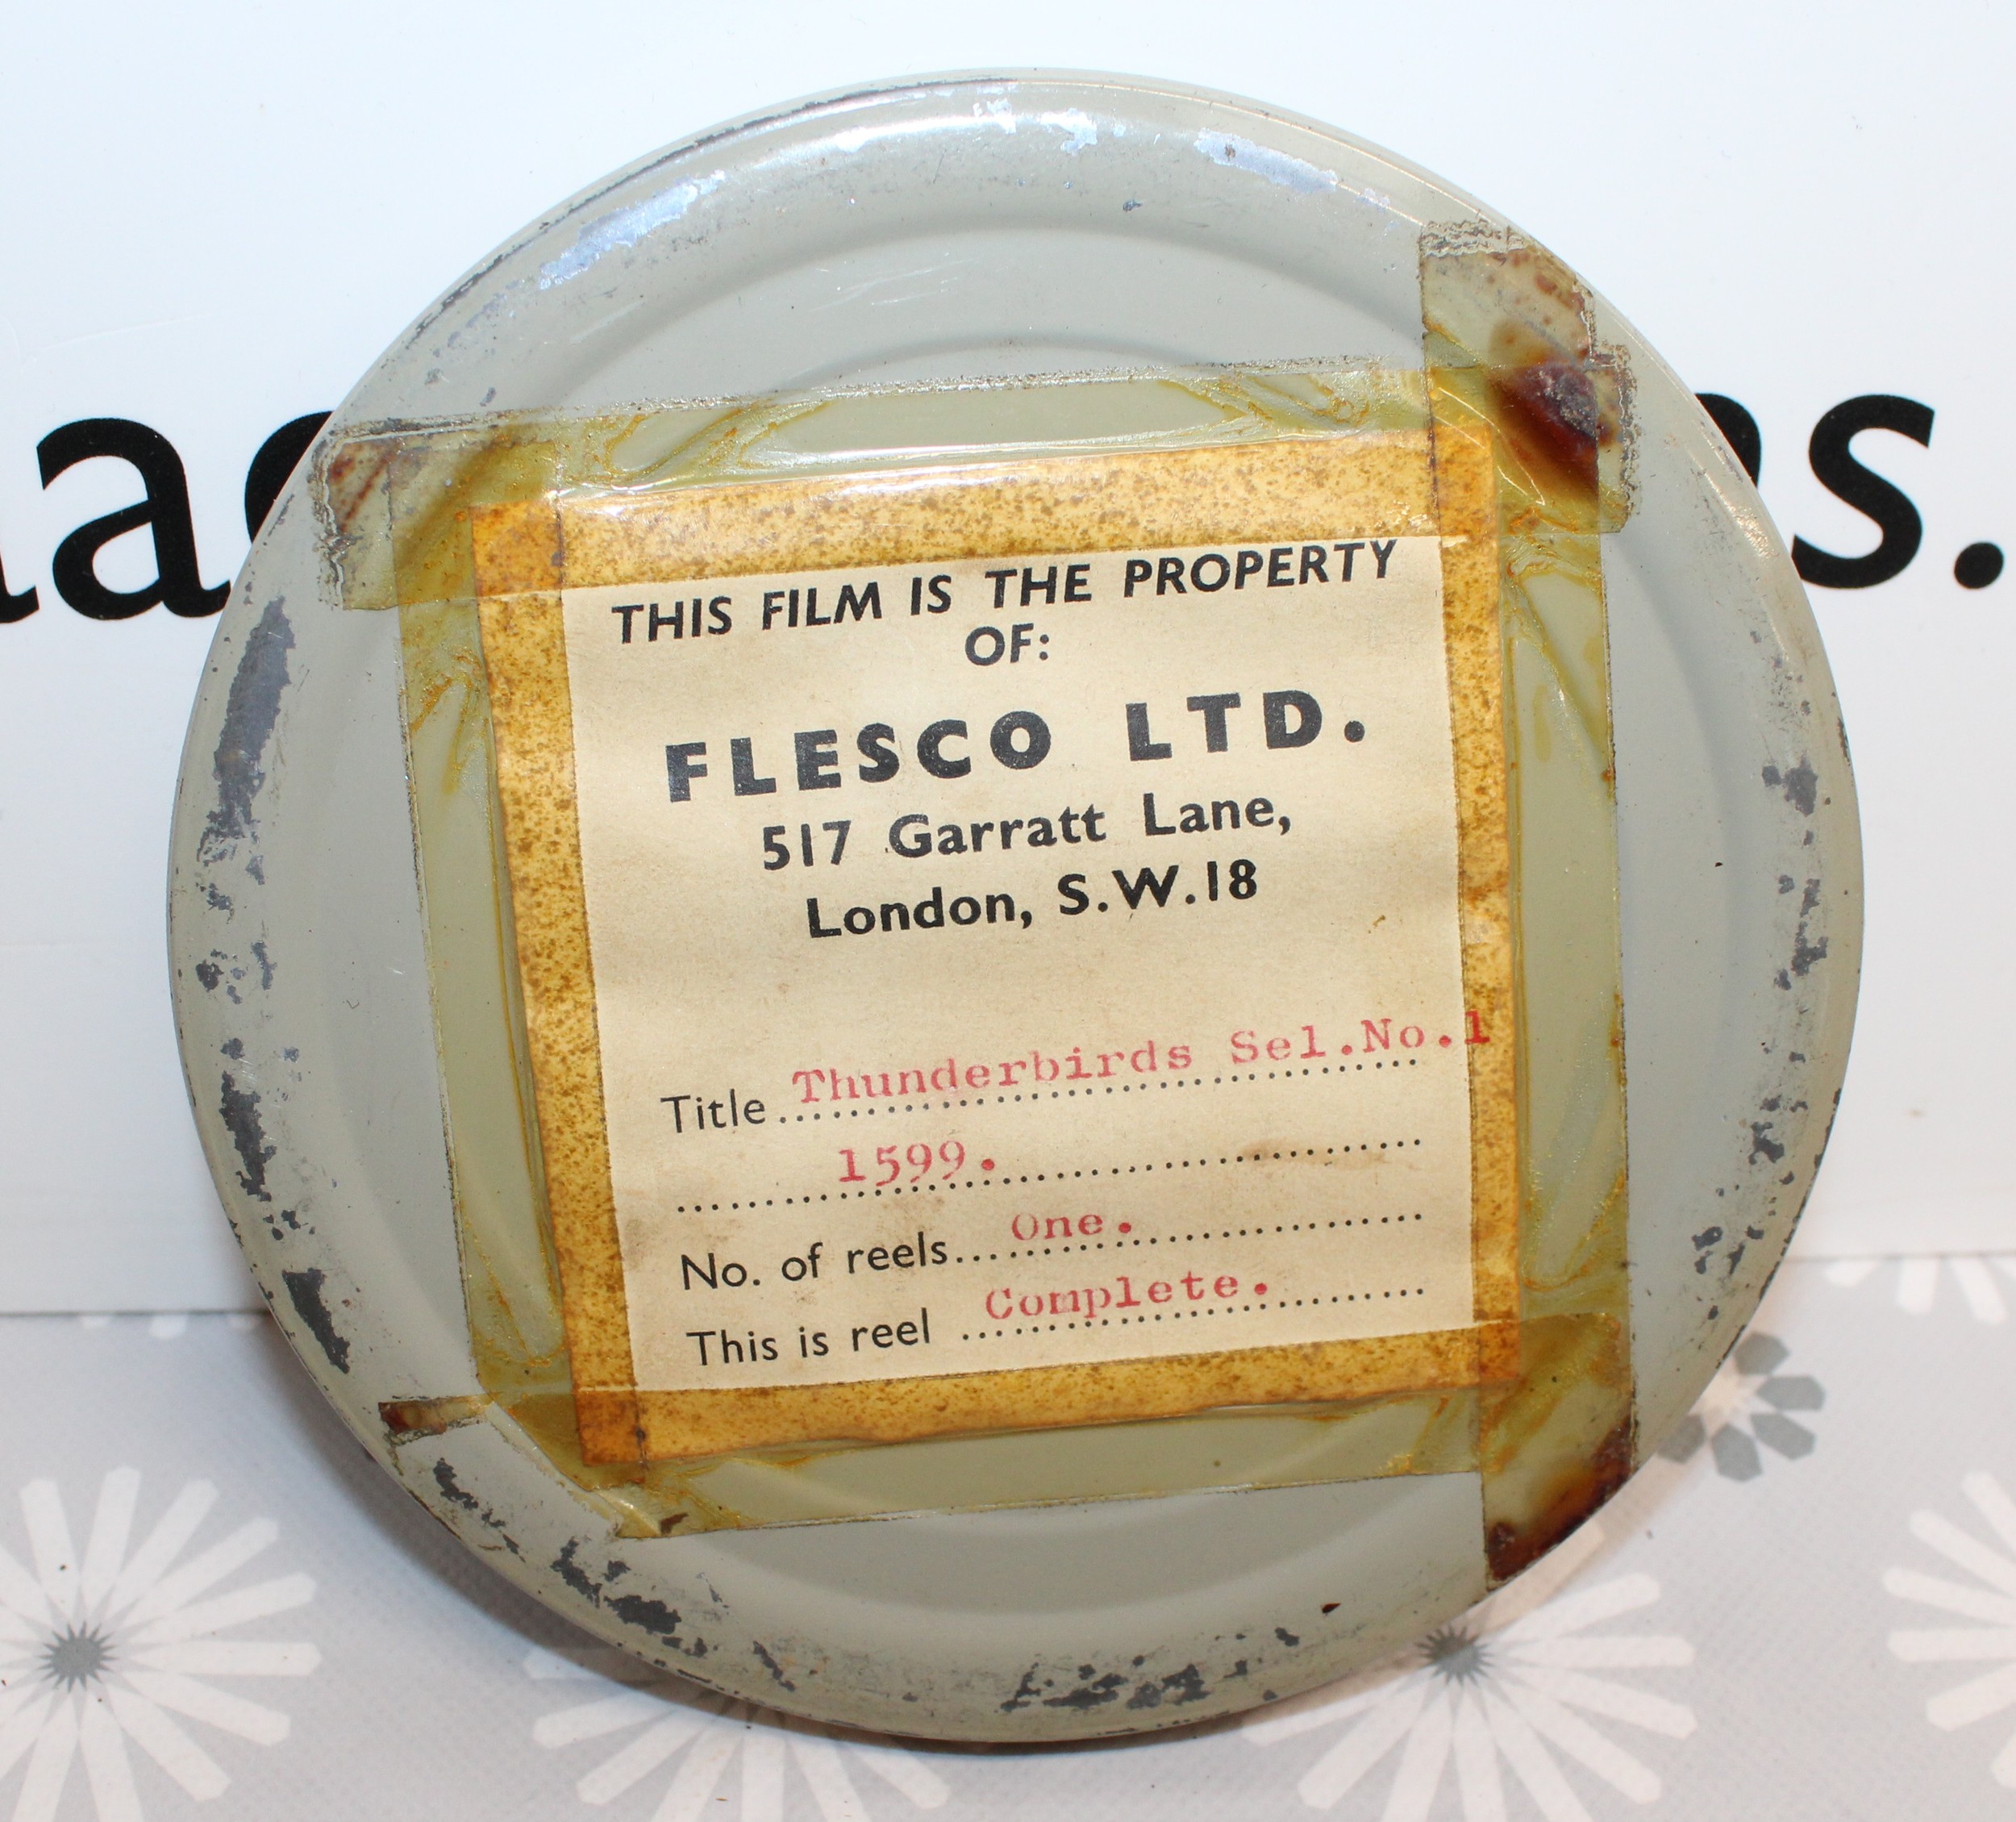 THIS FILM IS THE PROPERTY
OF:
FLESCO LTD.
517 Garratt Lane,
London, S.W.18
Title Thunderbirds Sel.No.1
1599.
No. of reels One.
This is reel Complete.